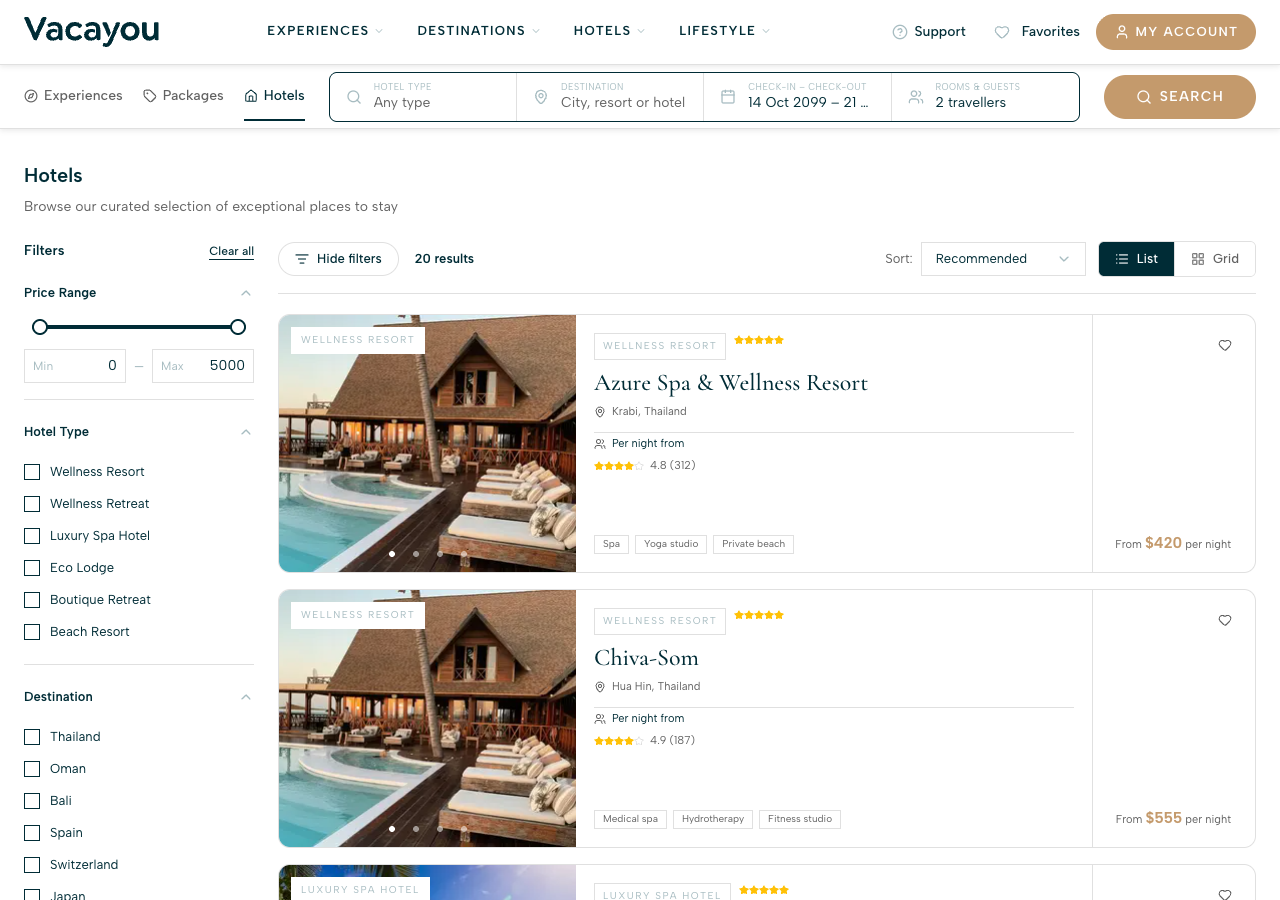 Vacayou
EXPERIENCES
DESTINATIONS
HOTELS
LIFESTYLE
Support
Favorites
MY ACCOUNT
Experiences
Packages
Hotels
HOTEL TYPE
Any type
DESTINATION
City, resort or hotel
CHECK-IN – CHECK-OUT
14 Oct 2099 – 21 ...
ROOMS & GUESTS
2 travellers
SEARCH
Hotels
Browse our curated selection of exceptional places to stay
Filters
Clear all
Hide filters
20 results
Sort:
Recommended
List
Grid
Price Range
Min 0 – Max 5000
Hotel Type
Wellness Resort
Wellness Retreat
Luxury Spa Hotel
Eco Lodge
Boutique Retreat
Beach Resort
Destination
Thailand
Oman
Bali
Spain
Switzerland
Japan
WELLNESS RESORT
WELLNESS RESORT
Azure Spa & Wellness Resort
Krabi, Thailand
Per night from
4.8 (312)
Spa
Yoga studio
Private beach
From $420 per night
WELLNESS RESORT
WELLNESS RESORT
Chiva-Som
Hua Hin, Thailand
Per night from
4.9 (187)
Medical spa
Hydrotherapy
Fitness studio
From $555 per night
LUXURY SPA HOTEL
LUXURY SPA HOTEL